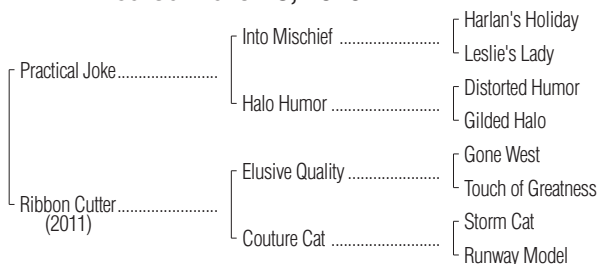 Harlan's Holiday
Into Mischief
Leslie's Lady
Practical Joke
Distorted Humor
Halo Humor
Gilded Halo
Gone West
Elusive Quality
Touch of Greatness
Ribbon Cutter
(2011)
Storm Cat
Couture Cat
Runway Model